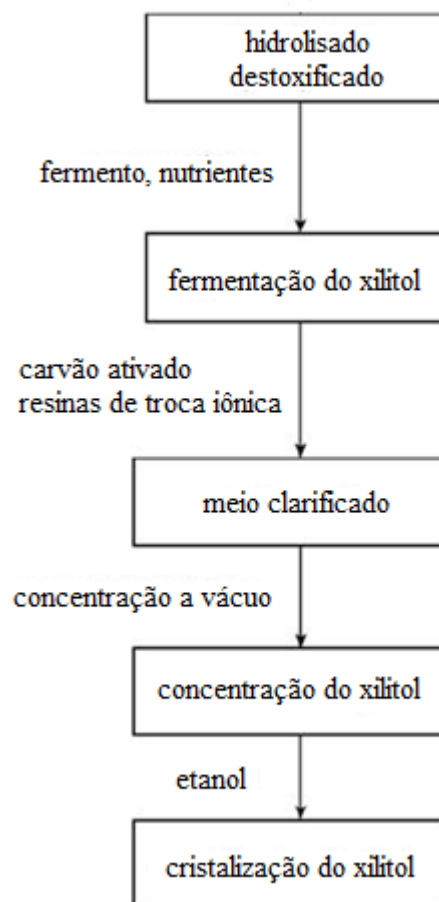 hidrolisado
destoxificado
fermento, nutrientes
fermentação do xilitol
carvão ativado
resinas de troca iônica
meio clarificado
concentração a vácuo
concentração do xilitol
etanol
cristalização do xilitol